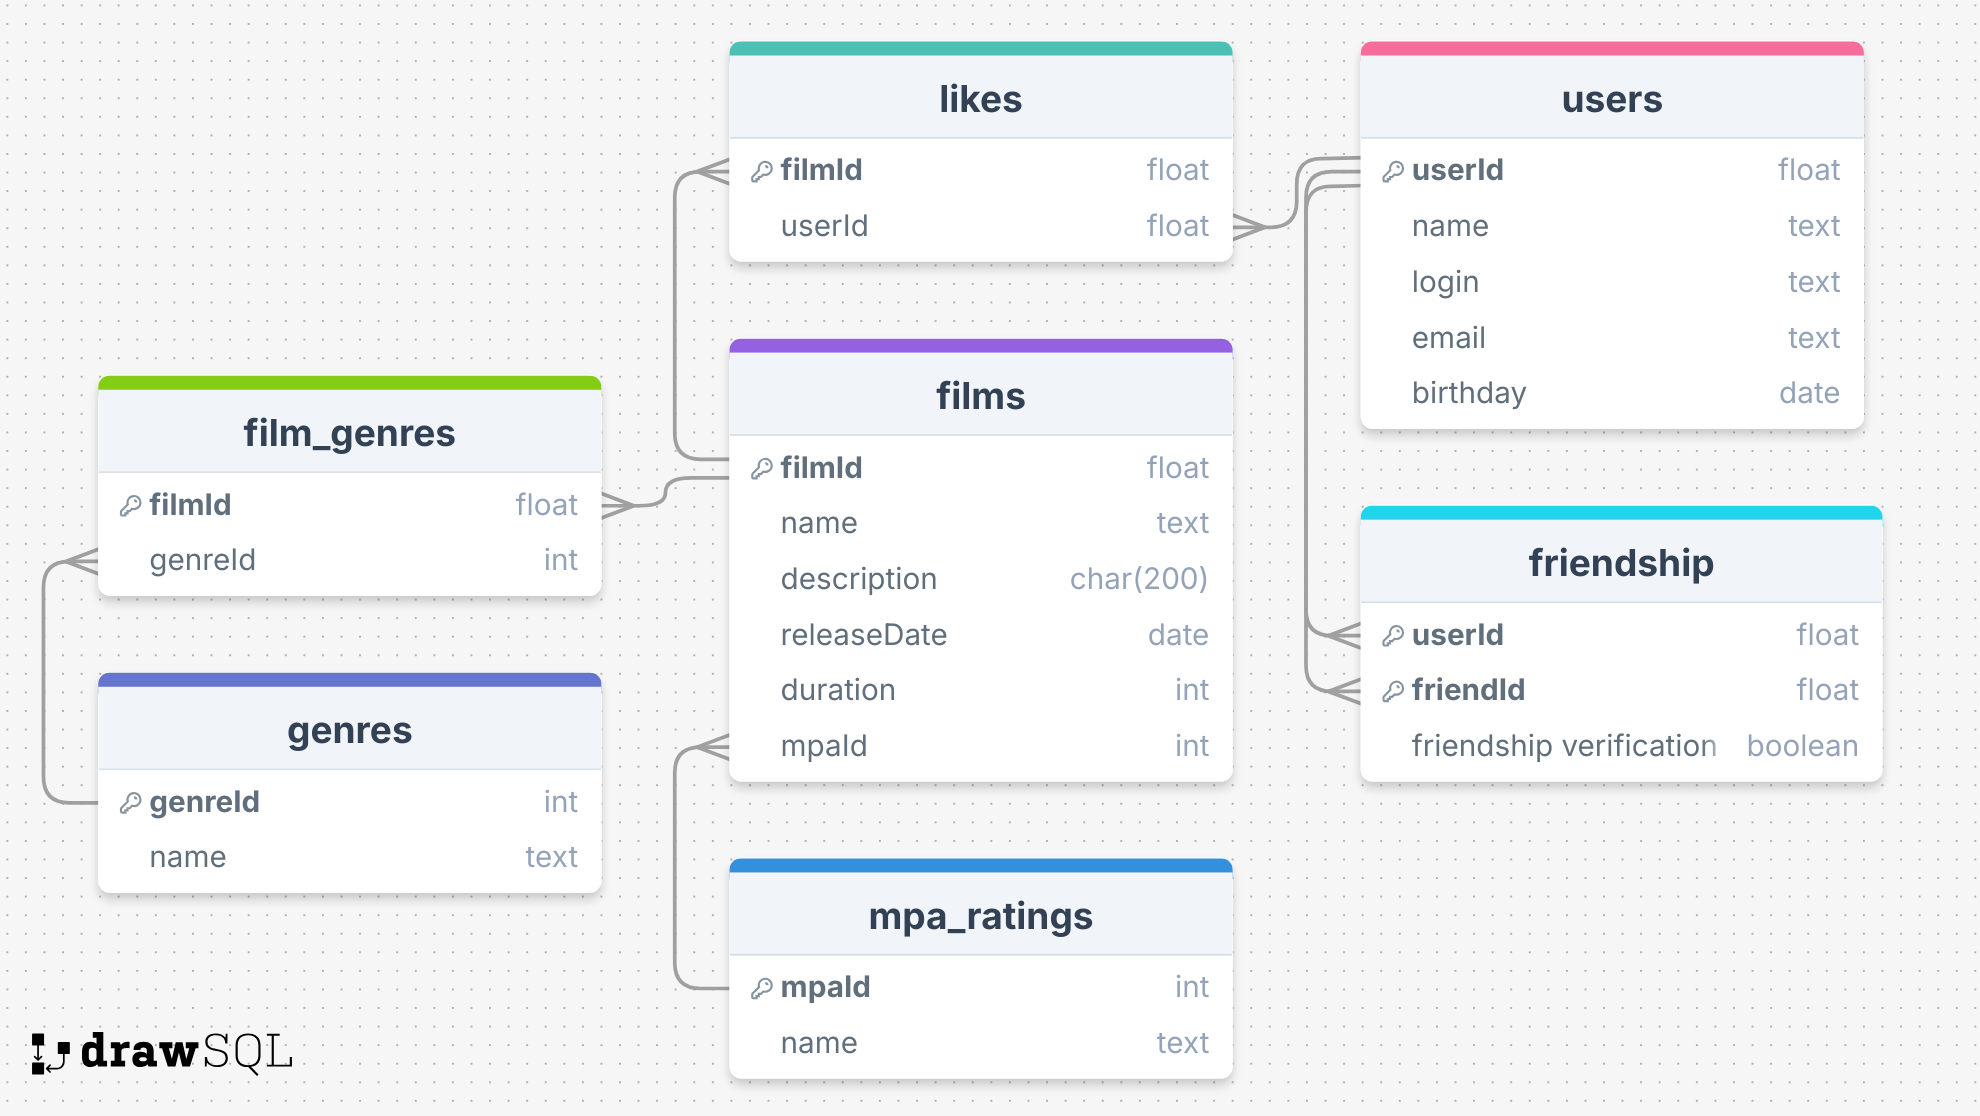 likes
filmId float
userId float
users
userId float
name text
login text
email text
birthday date
film_genres
filmId float
genreId int
films
filmId float
name text
description char(200)
releaseDate date
duration int
mpaId int
friendship
userId float
friendId float
friendship verification boolean
genres
genreId int
name text
mpa_ratings
mpaId int
name text
drawSQL